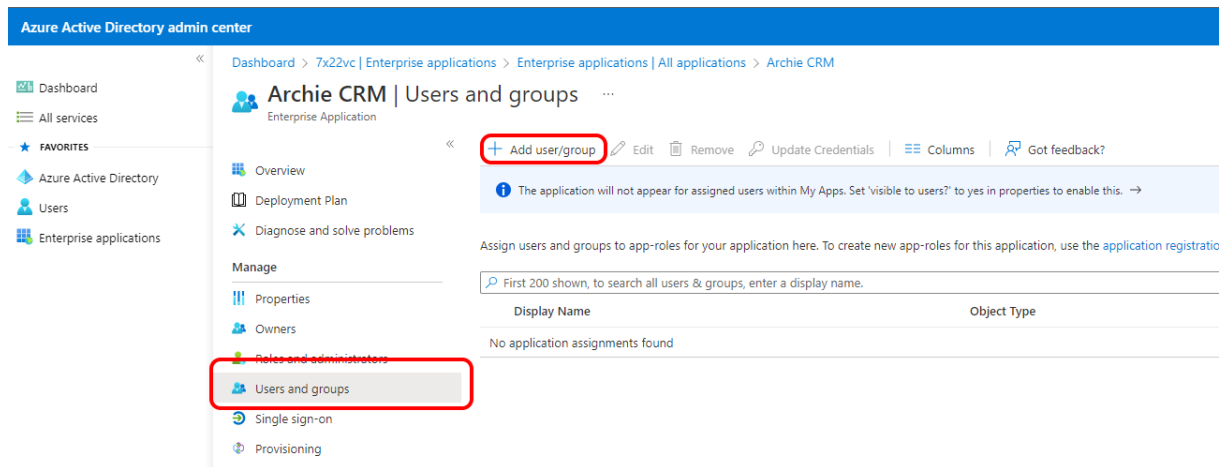 Azure Active Directory admin center
«
Dashboard
All services
FAVORITES
Azure Active Directory
Users
Enterprise applications
Dashboard > 7x22vc | Enterprise applications > Enterprise applications | All applications > Archie CRM
Archie CRM | Users and groups ...
Enterprise Application
«
Overview
Deployment Plan
Diagnose and solve problems
Manage
Properties
Owners
Roles and administrators
Users and groups
Single sign-on
Provisioning
+ Add user/group Edit Remove Update Credentials | Columns | Got feedback?
The application will not appear for assigned users within My Apps. Set 'visible to users?' to yes in properties to enable this. →
Assign users and groups to app-roles for your application here. To create new app-roles for this application, use the application registratio
First 200 shown, to search all users & groups, enter a display name.
Display Name Object Type
No application assignments found